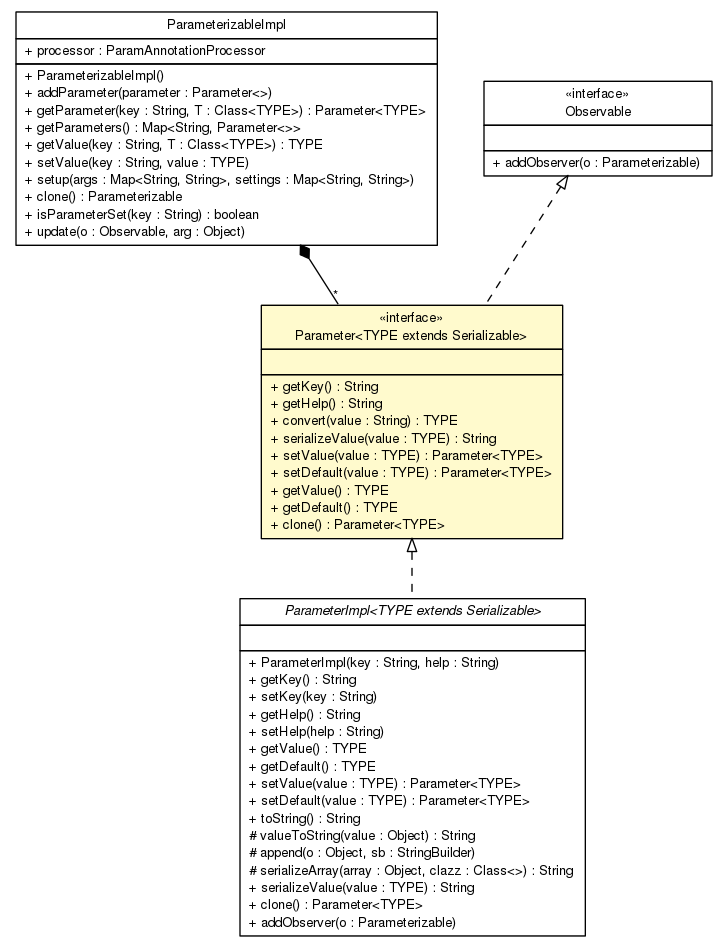 ParameterizableImpl
+ processor : ParamAnnotationProcessor
+ ParameterizableImpl()
+ addParameter(parameter : Parameter<>)
+ getParameter(key : String, T : Class<TYPE>) : Parameter<TYPE>
+ getParameters() : Map<String, Parameter<>>
+ getValue(key : String, T : Class<TYPE>) : TYPE
+ setValue(key : String, value : TYPE)
+ setup(args : Map<String, String>, settings : Map<String, String>)
+ clone() : Parameterizable
+ isParameterSet(key : String) : boolean
+ update(o : Observable, arg : Object)
«interface»
Observable
+ addObserver(o : Parameterizable)
*
«interface»
Parameter<TYPE extends Serializable>
+ getKey() : String
+ getHelp() : String
+ convert(value : String) : TYPE
+ serializeValue(value : TYPE) : String
+ setValue(value : TYPE) : Parameter<TYPE>
+ setDefault(value : TYPE) : Parameter<TYPE>
+ getValue() : TYPE
+ getDefault() : TYPE
+ clone() : Parameter<TYPE>
ParameterImpl<TYPE extends Serializable>
+ ParameterImpl(key : String, help : String)
+ getKey() : String
+ setKey(key : String)
+ getHelp() : String
+ setHelp(help : String)
+ getValue() : TYPE
+ getDefault() : TYPE
+ setValue(value : TYPE) : Parameter<TYPE>
+ setDefault(value : TYPE) : Parameter<TYPE>
+ toString() : String
# valueToString(value : Object) : String
# append(o : Object, sb : StringBuilder)
# serializeArray(array : Object, clazz : Class<>) : String
+ serializeValue(value : TYPE) : String
+ clone() : Parameter<TYPE>
+ addObserver(o : Parameterizable)